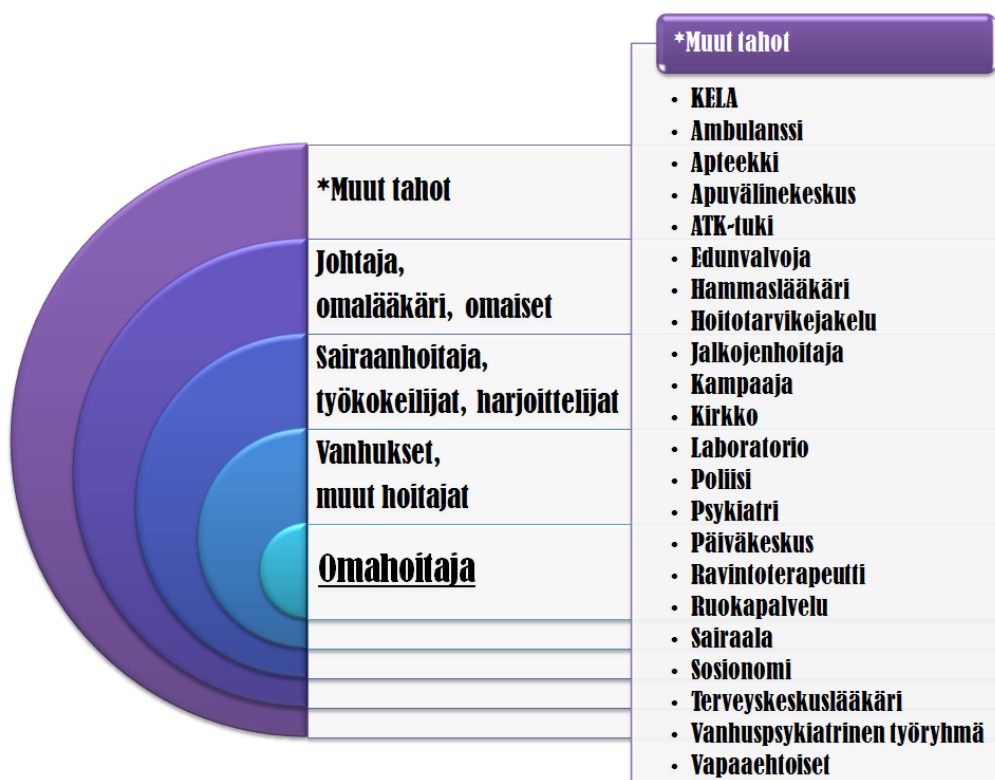 *Muut tahot
Johtaja,
omalääkäri, omaiset
Sairaanhoitaja,
työkokeilijat, harjoittelijat
Vanhukset,
muut hoitajat
Omahoitaja
*Muut tahot
• KELA
• Ambulanssi
• Apteekki
• Apuvälinekeskus
• ATK-tuki
• Edunvalvoja
• Hammaslääkäri
• Hoitotarvikejakelu
• Jalkojenhoitaja
• Kampaaja
• Kirkko
• Laboratorio
• Poliisi
• Psykiatri
• Päiväkeskus
• Ravintoterapeutti
• Ruokapalvelu
• Sairaala
• Sosionomi
• Terveyskeskuslääkäri
• Vanhuspsykiatrinen työryhmä
• Vapaaehtoiset